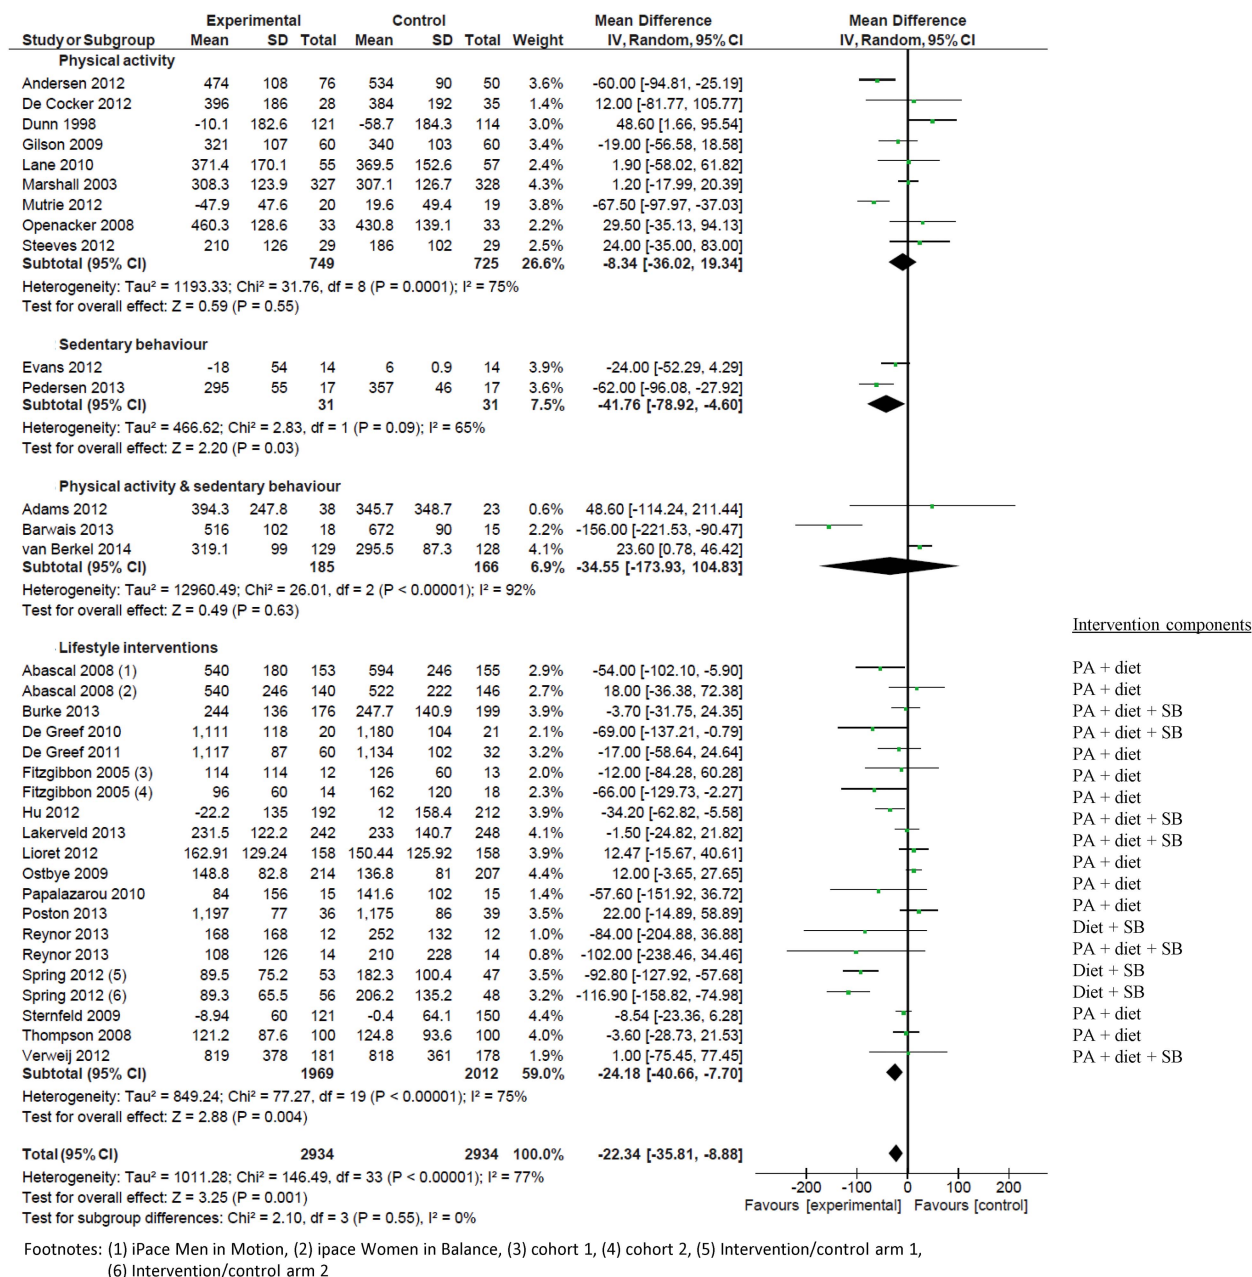 Experimental Control Mean Difference Mean Difference
Study or Subgroup Mean SD Total Mean SD Total Weight IV, Random, 95% CI IV, Random, 95% CI
Physical activity
Andersen 2012 474 108 76 534 90 50 3.6% -60.00 [-94.81, -25.19]
De Cocker 2012 396 186 28 384 192 35 1.4% 12.00 [-81.77, 105.77]
Dunn 1998 -10.1 182.6 121 -58.7 184.3 114 3.0% 48.60 [1.66, 95.54]
Gilson 2009 321 107 60 340 103 60 3.5% -19.00 [-56.58, 18.58]
Lane 2010 371.4 170.1 55 369.5 152.6 57 2.4% 1.90 [-58.02, 61.82]
Marshall 2003 308.3 123.9 327 307.1 126.7 328 4.3% 1.20 [-17.99, 20.39]
Mutrie 2012 -47.9 47.6 20 19.6 49.4 19 3.8% -67.50 [-97.97, -37.03]
Openacker 2008 460.3 128.6 33 430.8 139.1 33 2.2% 29.50 [-35.13, 94.13]
Steeves 2012 210 126 29 186 102 29 2.5% 24.00 [-35.00, 83.00]
Subtotal (95% CI) 749 725 26.6% -8.34 [-36.02, 19.34]
Heterogeneity: Tau² = 1193.33; Chi² = 31.76, df = 8 (P = 0.0001); I² = 75%
Test for overall effect: Z = 0.59 (P = 0.55)
Sedentary behaviour
Evans 2012 -18 54 14 6 0.9 14 3.9% -24.00 [-52.29, 4.29]
Pedersen 2013 295 55 17 357 46 17 3.6% -62.00 [-96.08, -27.92]
Subtotal (95% CI) 31 31 7.5% -41.76 [-78.92, -4.60]
Heterogeneity: Tau² = 466.62; Chi² = 2.83, df = 1 (P = 0.09); I² = 65%
Test for overall effect: Z = 2.20 (P = 0.03)
Physical activity & sedentary behaviour
Adams 2012 394.3 247.8 38 345.7 348.7 23 0.6% 48.60 [-114.24, 211.44]
Barwais 2013 516 102 18 672 90 15 2.2% -156.00 [-221.53, -90.47]
van Berkel 2014 319.1 99 129 295.5 87.3 128 4.1% 23.60 [0.78, 46.42]
Subtotal (95% CI) 185 166 6.9% -34.55 [-173.93, 104.83]
Heterogeneity: Tau² = 12960.49; Chi² = 26.01, df = 2 (P < 0.00001); I² = 92%
Test for overall effect: Z = 0.49 (P = 0.63)
Intervention components
Lifestyle interventions
Abascal 2008 (1) 540 180 153 594 246 155 2.9% -54.00 [-102.10, -5.90] PA + diet
Abascal 2008 (2) 540 246 140 522 222 146 2.7% 18.00 [-36.38, 72.38] PA + diet
Burke 2013 244 136 176 247.7 140.9 199 3.9% -3.70 [-31.75, 24.35] PA + diet + SB
De Greef 2010 1,111 118 20 1,180 104 21 2.1% -69.00 [-137.21, -0.79] PA + diet + SB
De Greef 2011 1,117 87 60 1,134 102 32 3.2% -17.00 [-58.64, 24.64] PA + diet
Fitzgibbon 2005 (3) 114 114 12 126 60 13 2.0% -12.00 [-84.28, 60.28] PA + diet
Fitzgibbon 2005 (4) 96 60 14 162 120 18 2.3% -66.00 [-129.73, -2.27] PA + diet
Hu 2012 -22.2 135 192 12 158.4 212 3.9% -34.20 [-62.82, -5.58] PA + diet + SB
Lakerveld 2013 231.5 122.2 242 233 140.7 248 4.1% -1.50 [-24.82, 21.82] PA + diet + SB
Lioret 2012 162.91 129.24 158 150.44 125.92 158 3.9% 12.47 [-15.67, 40.61] PA + diet
Ostbye 2009 148.8 82.8 214 136.8 81 207 4.4% 12.00 [-3.65, 27.65] PA + diet
Papalazarou 2010 84 156 15 141.6 102 15 1.4% -57.60 [-151.92, 36.72] PA + diet
Poston 2013 1,197 77 36 1,175 86 39 3.5% 22.00 [-14.89, 58.89] Diet + SB
Reynor 2013 168 168 12 252 132 12 1.0% -84.00 [-204.88, 36.88] PA + diet + SB
Reynor 2013 108 126 14 210 228 14 0.8% -102.00 [-238.46, 34.46] Diet + SB
Spring 2012 (5) 89.5 75.2 53 182.3 100.4 47 3.5% -92.80 [-127.92, -57.68] Diet + SB
Spring 2012 (6) 89.3 65.5 56 206.2 135.2 48 3.2% -116.90 [-158.82, -74.98] PA + diet
Sternfeld 2009 -8.94 60 121 -0.4 64.1 150 4.4% -8.54 [-23.36, 6.28] PA + diet
Thompson 2008 121.2 87.6 100 124.8 93.6 100 4.0% -3.60 [-28.73, 21.53] PA + diet + SB
Verweij 2012 819 378 181 818 361 178 1.9% 1.00 [-75.45, 77.45]
Subtotal (95% CI) 1969 2012 59.0% -24.18 [-40.66, -7.70]
Heterogeneity: Tau² = 849.24; Chi² = 77.27, df = 19 (P < 0.00001); I² = 75%
Test for overall effect: Z = 2.88 (P = 0.004)
Total (95% CI) 2934 2934 100.0% -22.34 [-35.81, -8.88]
Heterogeneity: Tau² = 1011.28; Chi² = 146.49, df = 33 (P < 0.00001); I² = 77%
Test for overall effect: Z = 3.25 (P = 0.001)
Test for subgroup differences: Chi² = 2.10, df = 3 (P = 0.55), I² = 0%
-200 -100 0 100 200
Favours [experimental] Favours [control]
Footnotes: (1) iPace Men in Motion, (2) ipace Women in Balance, (3) cohort 1, (4) cohort 2, (5) Intervention/control arm 1,
(6) Intervention/control arm 2